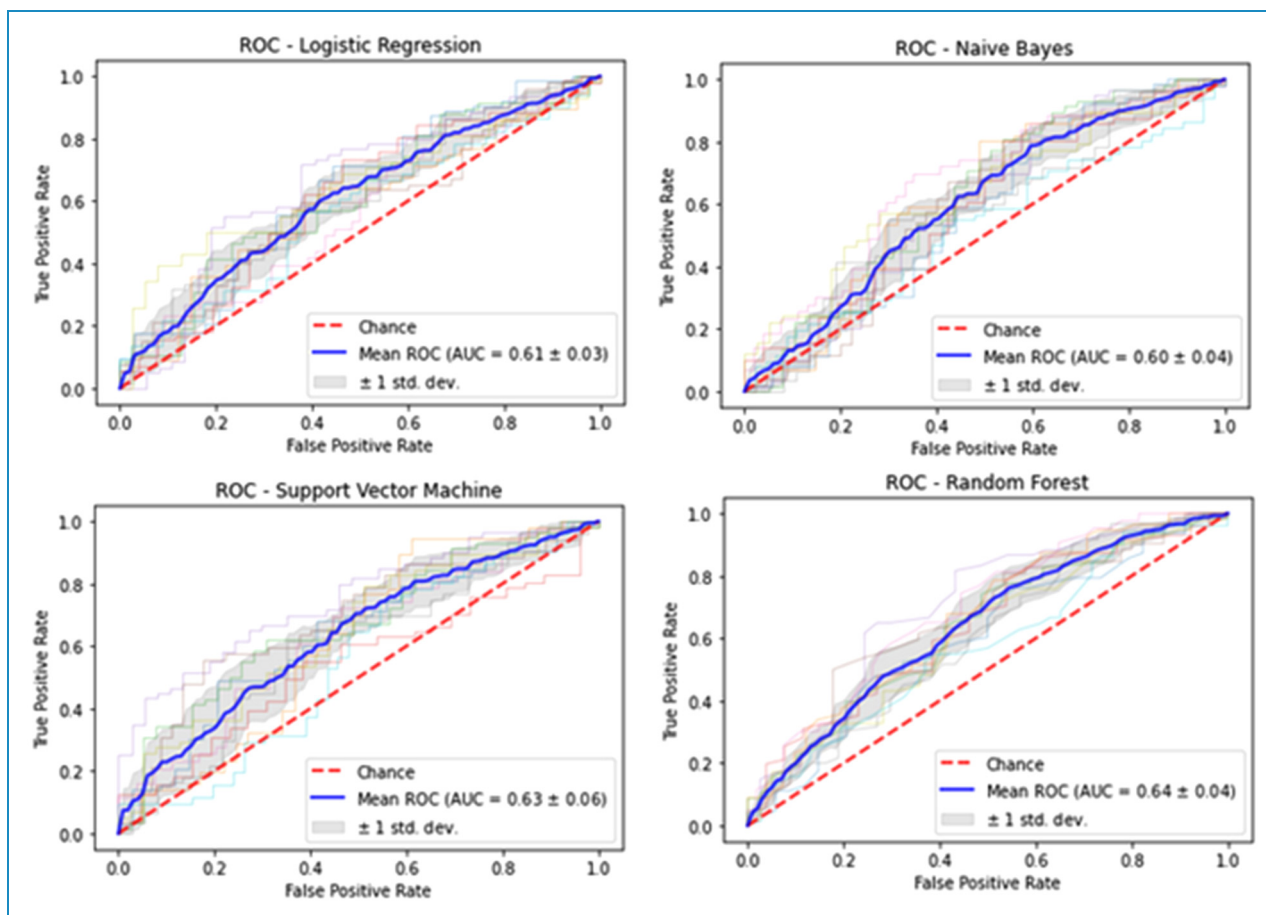 ROC - Logistic Regression
1.0
0.8
0.6
0.4
0.2
0.0
True Positive Rate
Chance
Mean ROC (AUC = 0.61 ± 0.03)
± 1 std. dev.
0.0 0.2 0.4 0.6 0.8 1.0
False Positive Rate
ROC - Naive Bayes
1.0
0.8
0.6
0.4
0.2
0.0
True Positive Rate
Chance
Mean ROC (AUC = 0.60 ± 0.04)
± 1 std. dev.
0.0 0.2 0.4 0.6 0.8 1.0
False Positive Rate
ROC - Support Vector Machine
1.0
0.8
0.6
0.4
0.2
0.0
True Positive Rate
Chance
Mean ROC (AUC = 0.63 ± 0.06)
± 1 std. dev.
0.0 0.2 0.4 0.6 0.8 1.0
False Positive Rate
ROC - Random Forest
1.0
0.8
0.6
0.4
0.2
0.0
True Positive Rate
Chance
Mean ROC (AUC = 0.64 ± 0.04)
± 1 std. dev.
0.0 0.2 0.4 0.6 0.8 1.0
False Positive Rate